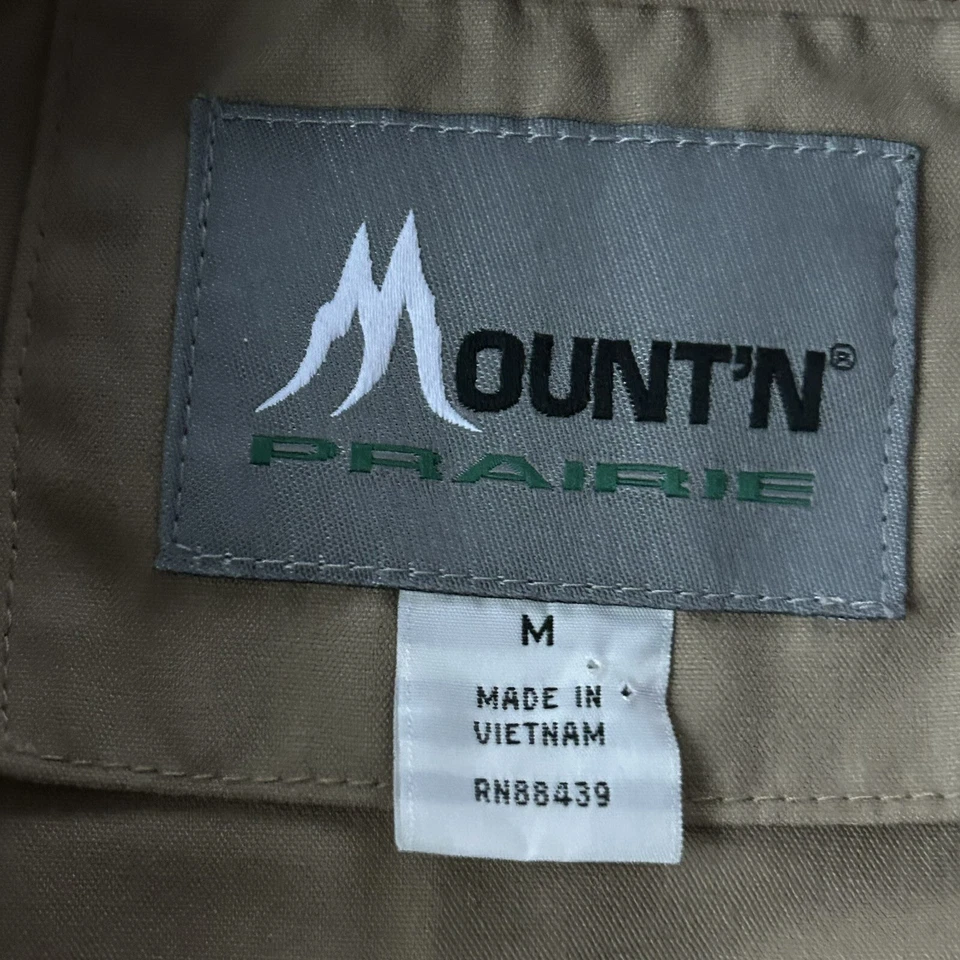 MOUNT'N®
PRAIRIE
M
MADE IN
VIETNAM
RN88439